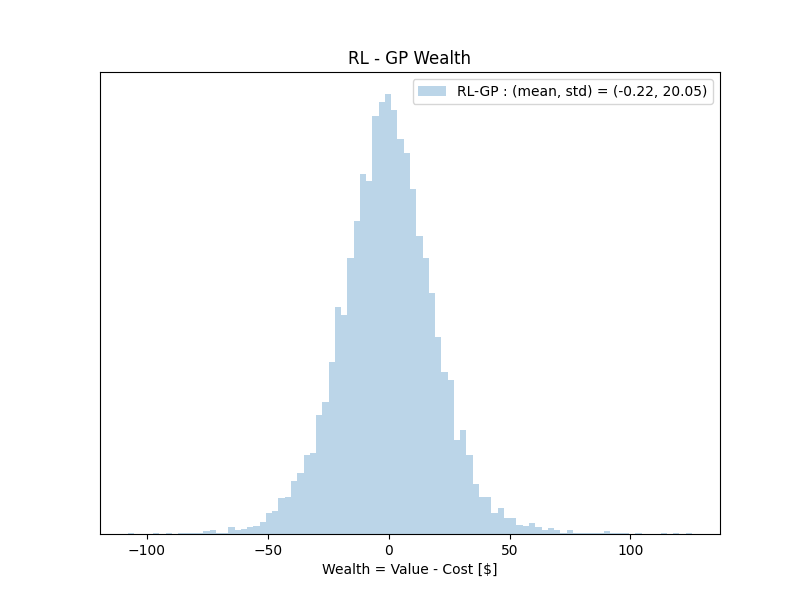 RL - GP Wealth
RL-GP : (mean, std) = (-0.22, 20.05)
−100 −50 0 50 100
Wealth = Value - Cost [$]